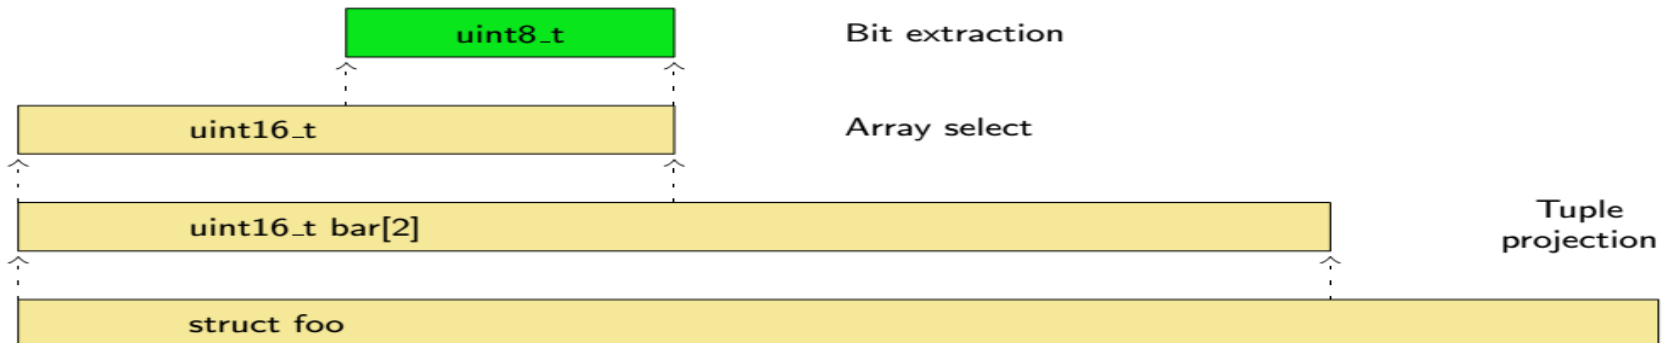 uint8_t
Bit extraction
uint16_t
Array select
uint16_t bar[2]
Tuple
projection
struct foo